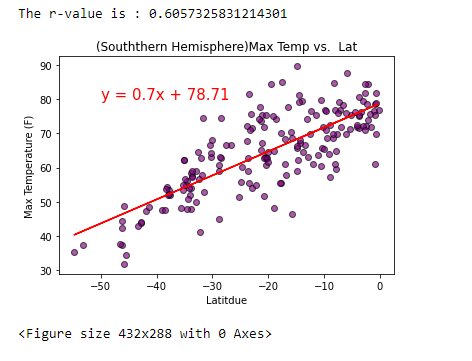 The r-value is : 0.6057325831214301
(Souththern Hemisphere)Max Temp vs. Lat
y = 0.7x + 78.71
Max Temperature (F)
90
80
70
60
50
40
30
−50
−40
−30
−20
−10
0
Latitdue
<Figure size 432x288 with 0 Axes>